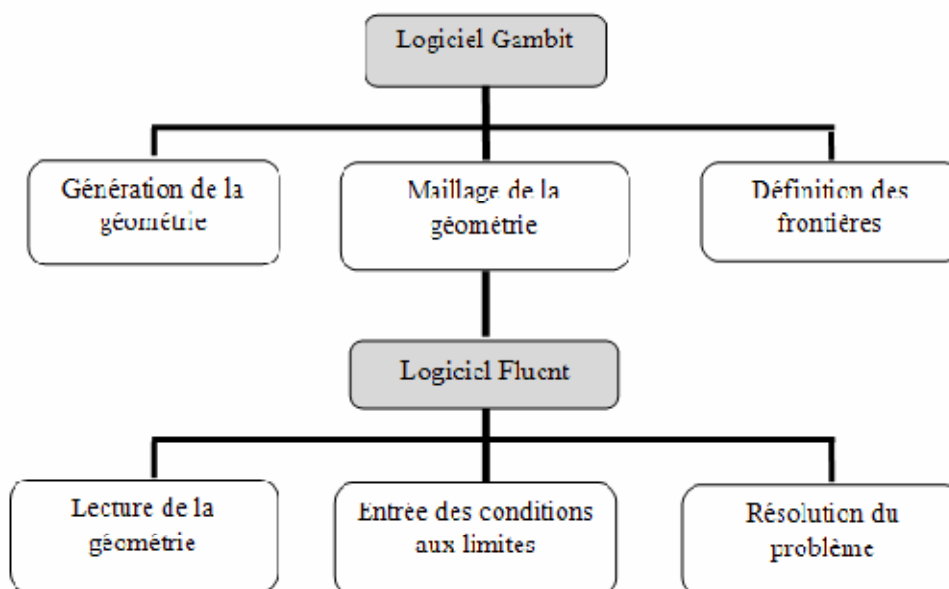 Logiciel Gambit
Génération de la
géométrie
Maillage de la
géométrie
Définition des
frontières
Logiciel Fluent
Lecture de la
géométrie
Entrée des conditions
aux limites
Résolution du
problème